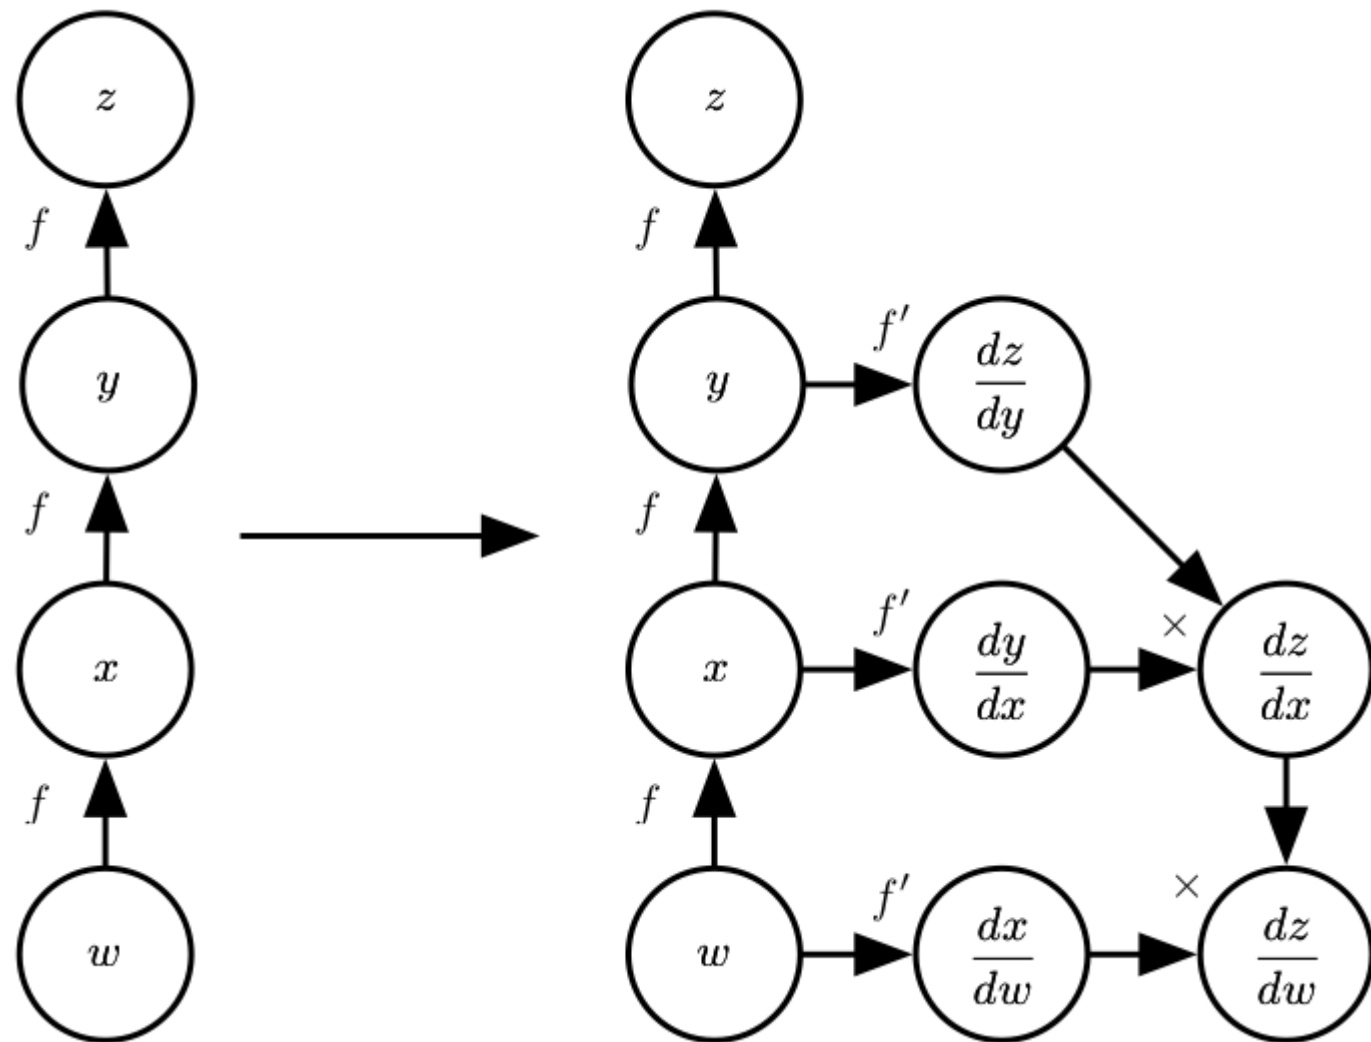 z z
f f
y y f′ dz/dy
f f
x x f′ dy/dx × dz/dx
f f
w w f′ dx/dw × dz/dw